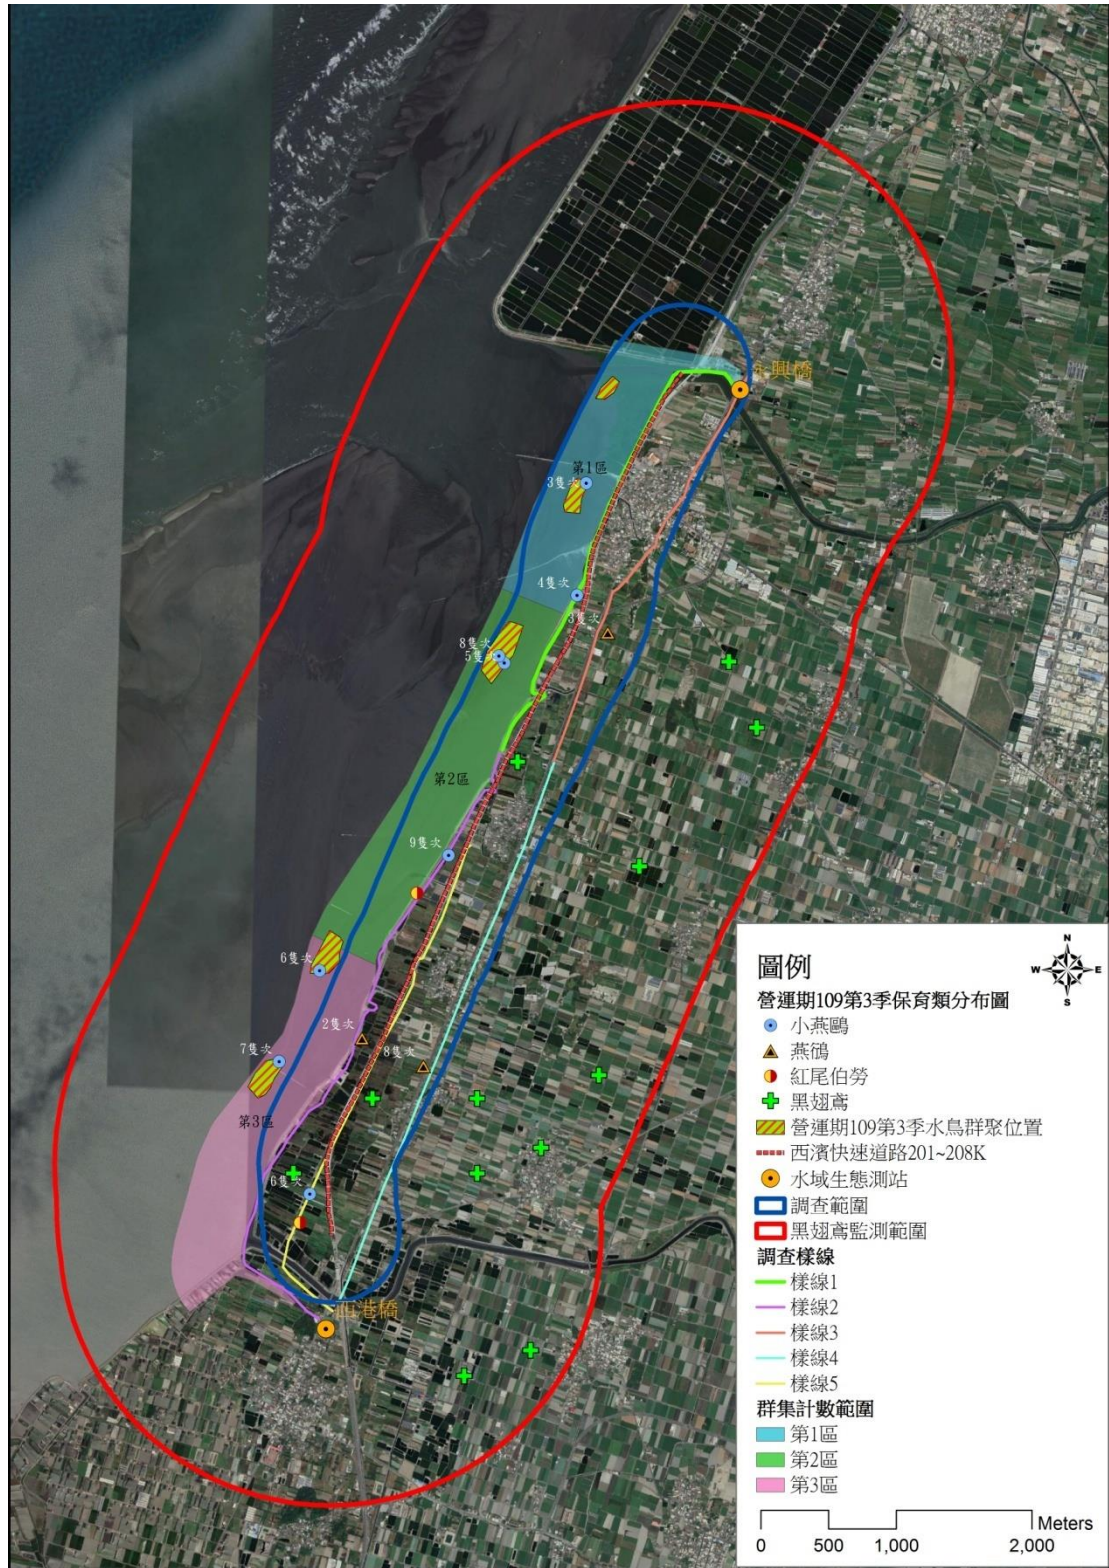 興橋
第1區
3隻次
4隻次
3隻次
8隻次
5隻次
第2區
9隻次
6隻次
2隻次
8隻次
7隻次
第3區
6隻次
港橋
圖例
N
W
E
S
營運期109第3季保育類分布圖
小燕鷗
燕鴴
紅尾伯勞
黑翅鳶
營運期109第3季水鳥群聚位置
西濱快速道路201~208K
水域生態測站
調查範圍
黑翅鳶監測範圍
調查樣線
樣線1
樣線2
樣線3
樣線4
樣線5
群集計數範圍
第1區
第2區
第3區
Meters
0 500 1,000 2,000